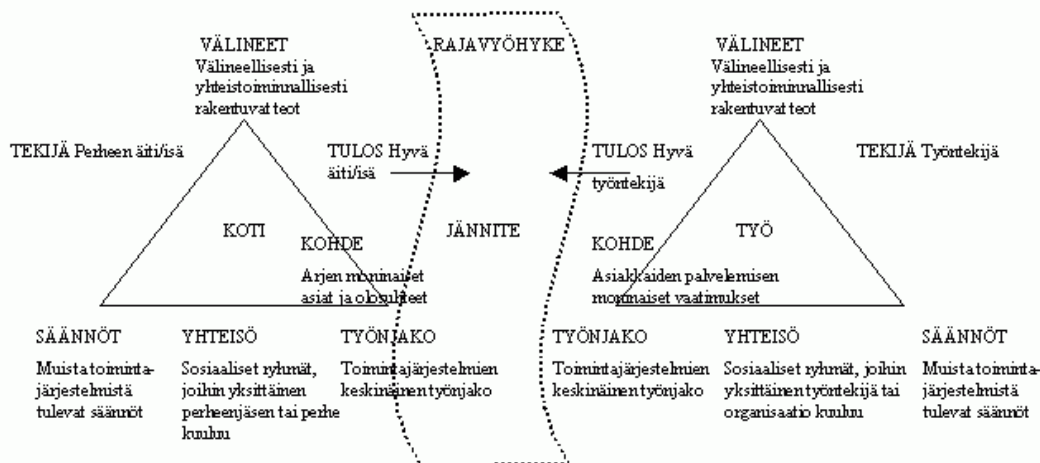 VÄLINEET
Välineellisesti ja
yhteistoiminnallisesti
rakentuvat teot
RAJAVYÖHYKE
VÄLINEET
Välineellisesti ja
yhteistoiminnallisesti
rakentuvat teot
TEKIJÄ Perheen äiti/isä
TULOS Hyvä
äiti/isä
TULOS Hyvä
työntekijä
TEKIJÄ Työntekijä
KOTI
KOHDE
Arjen moninaiset
asiat ja olosuhteet
JÄNNITE
KOHDE
Asiakkaiden palvelemisen
moninaiset vaatimukset
TYÖ
SÄÄNNÖT
Muista toiminta-
järjestelmistä
tulevat säännöt
YHTEISÖ
Sosiaaliset ryhmät,
joihin yksittäinen
perheenjäsen tai perhe
kuuluu
TYÖNJAKO
Toimintajärjestelmien
keskinäinen työnjako
TYÖNJAKO
Toimintajärjestelmien
keskinäinen työnjako
YHTEISÖ
Sosiaaliset ryhmät, joihin
yksittäinen työntekijä tai
organisaatio kuuluu
SÄÄNNÖT
Muista toiminta-
järjestelmistä
tulevat säännöt